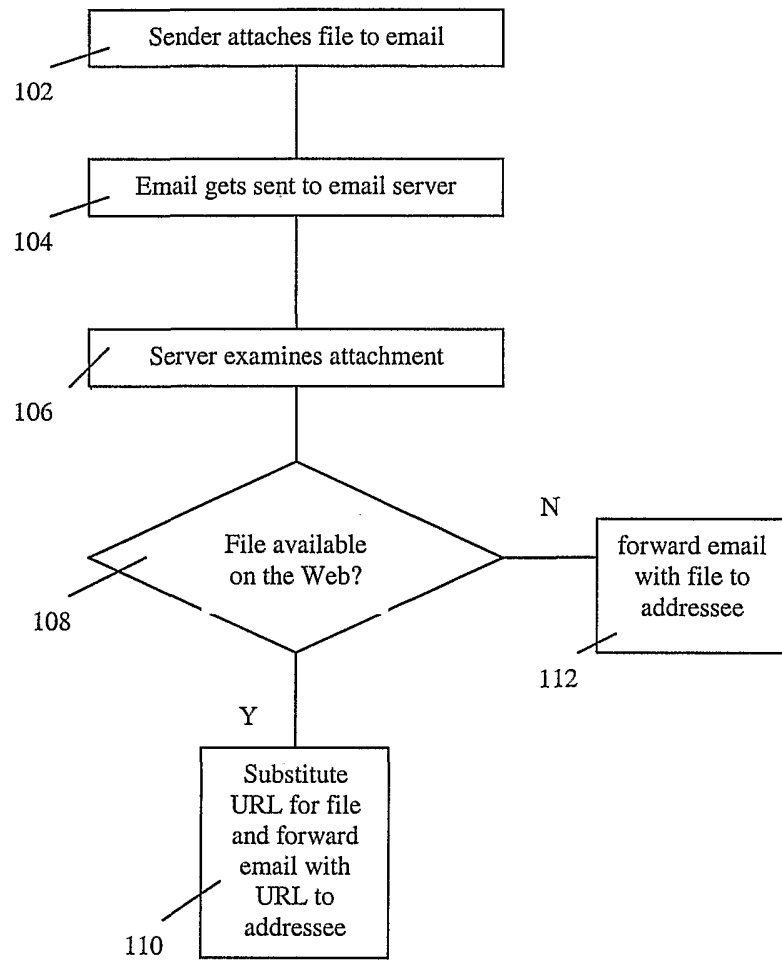 Sender attaches file to email
102
Email gets sent to email server
104
Server examines attachment
106
File available
on the Web?
108
N
forward email
with file to
addressee
112
Y
Substitute
URL for file
and forward
email with
URL to
addressee
110